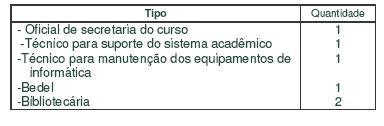 Tipo Quantidade
- Oficial de secretaria do curso 1
-Técnico para suporte do sistema acadêmico 1
-Técnico para manutenção dos equipamentos de 1
informática
-Bedel 1
-Bibliotecária 2